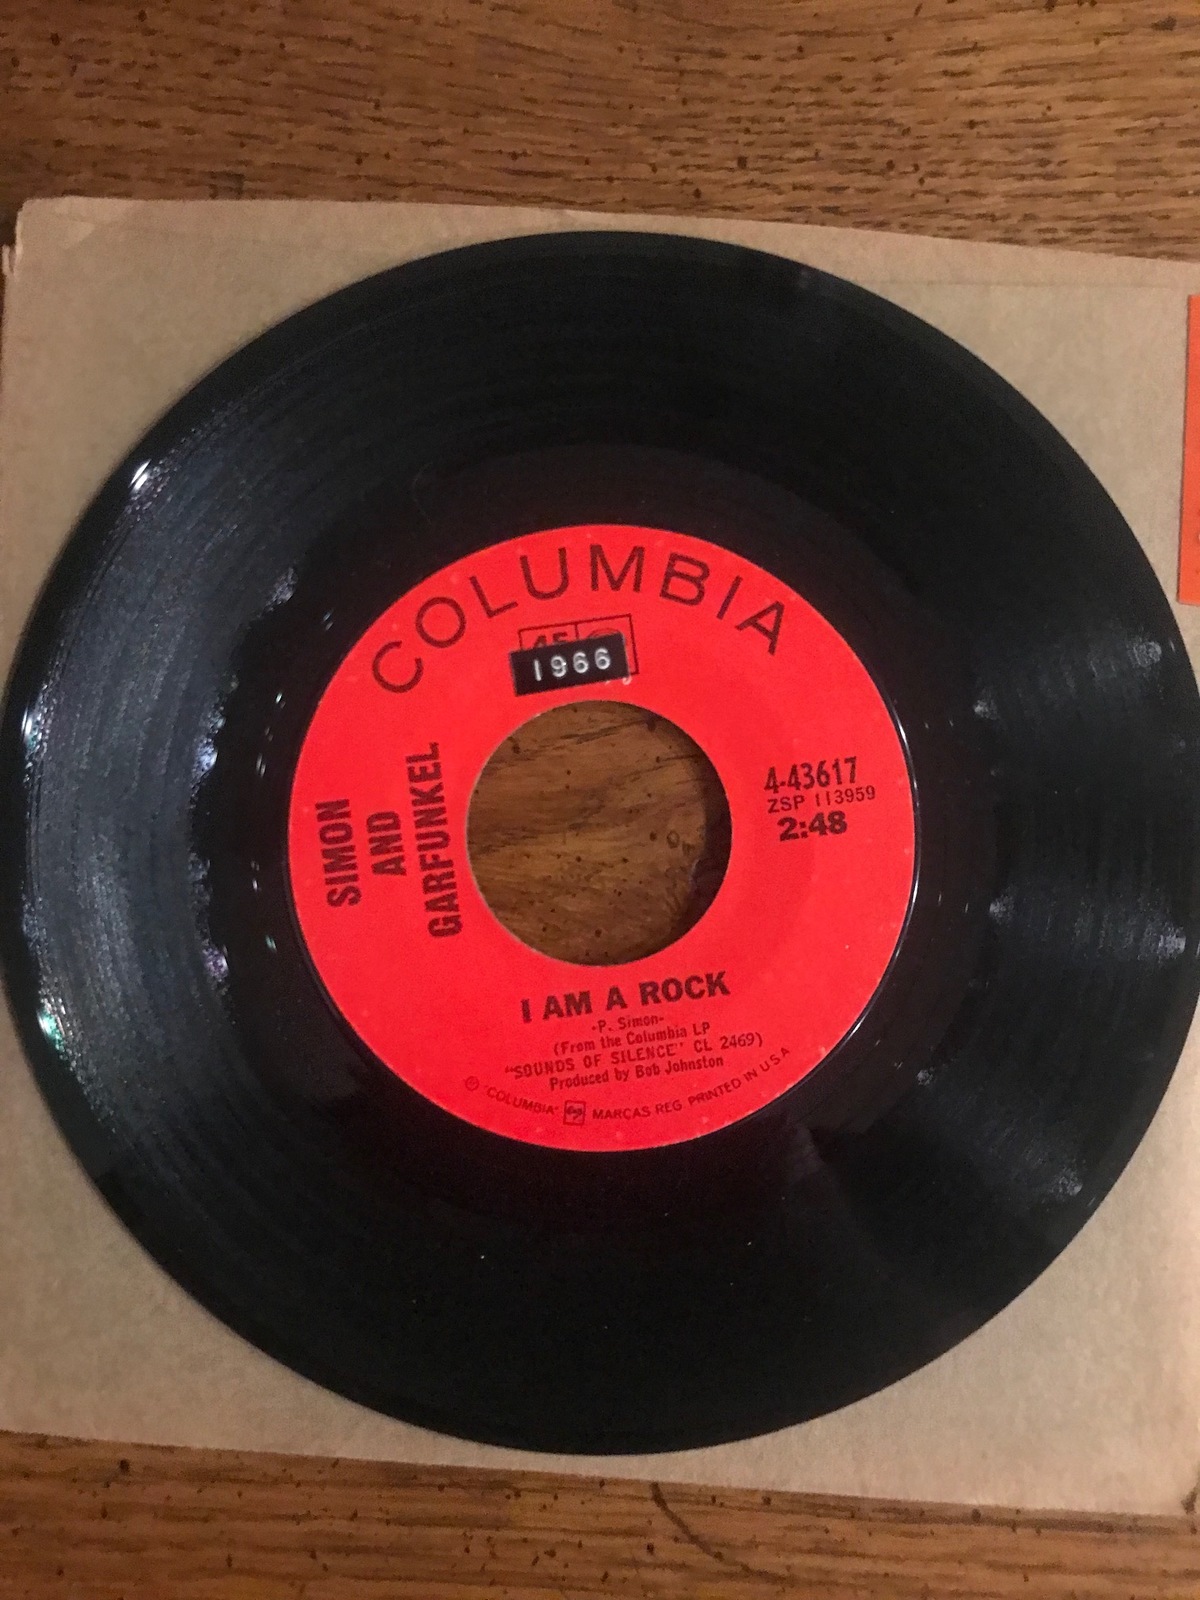 COLUMBIA
45
1966
SIMON
AND
GARFUNKEL
4-43617
ZSP 113959
2:48
I AM A ROCK
-P. Simon-
(From the Columbia LP
"SOUNDS OF SILENCE" CL 2469)
Produced by Bob Johnston
℗ "COLUMBIA" MARCAS REG. PRINTED IN U.S.A.